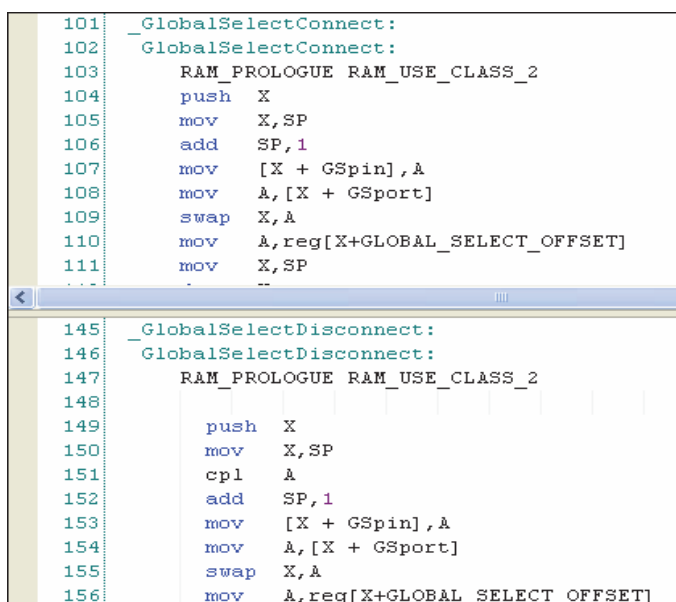 101 _GlobalSelectConnect:
102 GlobalSelectConnect:
103 RAM_PROLOGUE RAM_USE_CLASS_2
104 push X
105 mov X,SP
106 add SP,1
107 mov [X + GSpin],A
108 mov A,[X + GSport]
109 swap X,A
110 mov A,reg[X+GLOBAL_SELECT_OFFSET]
111 mov X,SP
145 _GlobalSelectDisconnect:
146 GlobalSelectDisconnect:
147 RAM_PROLOGUE RAM_USE_CLASS_2
148
149 push X
150 mov X,SP
151 cpl A
152 add SP,1
153 mov [X + GSpin],A
154 mov A,[X + GSport]
155 swap X,A
156 mov A,reg[X+GLOBAL_SELECT_OFFSET]